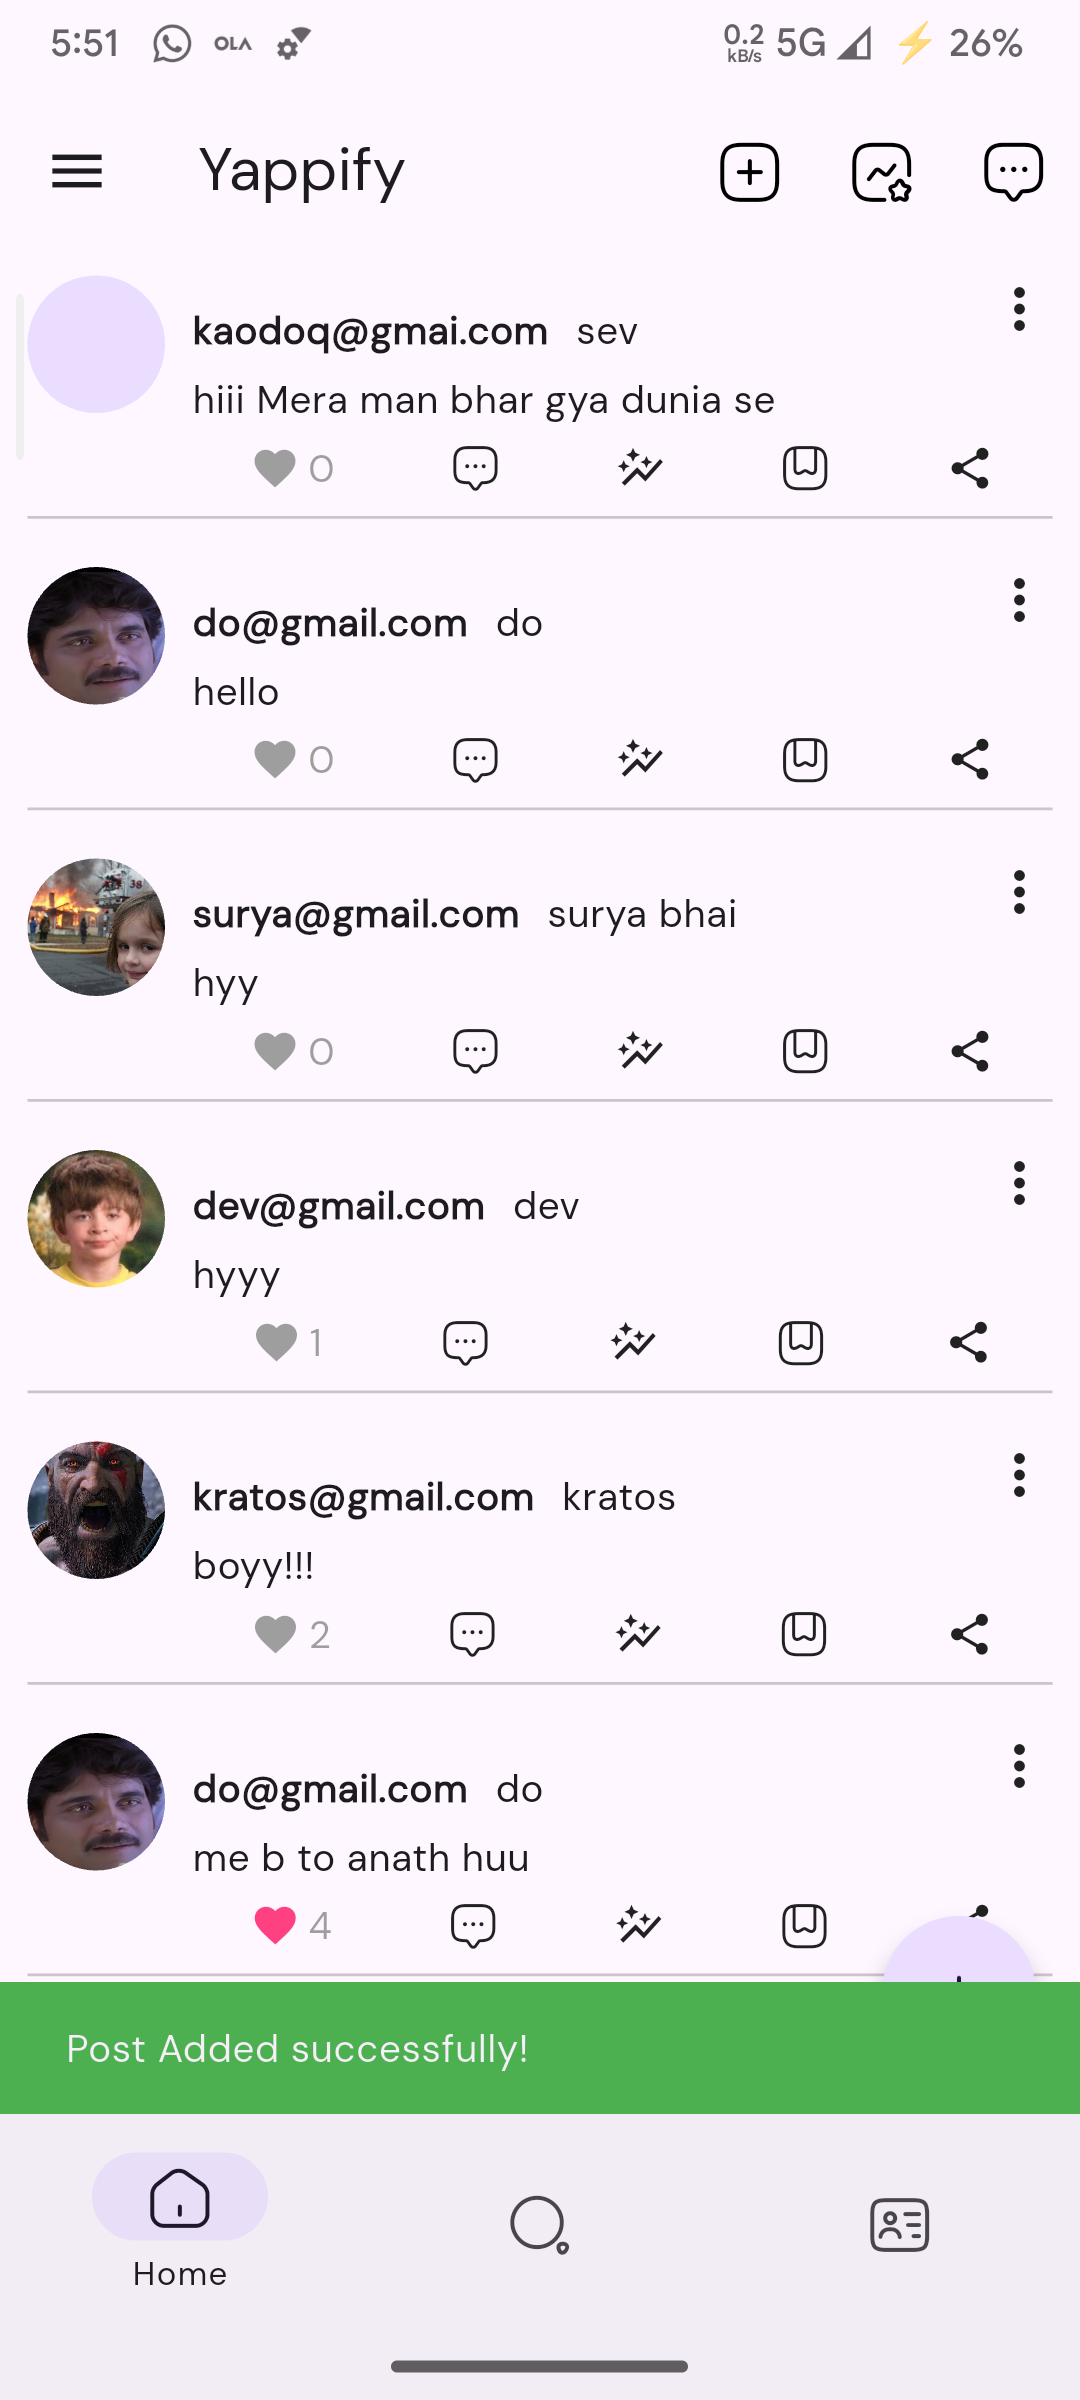 5:51 OLA 0.2 kB/s 5G 26%
Yappify
kaodoq@gmai.com sev
hiii Mera man bhar gya dunia se
0
do@gmail.com do
hello
0
surya@gmail.com surya bhai
hyy
0
dev@gmail.com dev
hyyy
1
kratos@gmail.com kratos
boyy!!!
2
do@gmail.com do
me b to anath huu
4
Post Added successfully!
Home